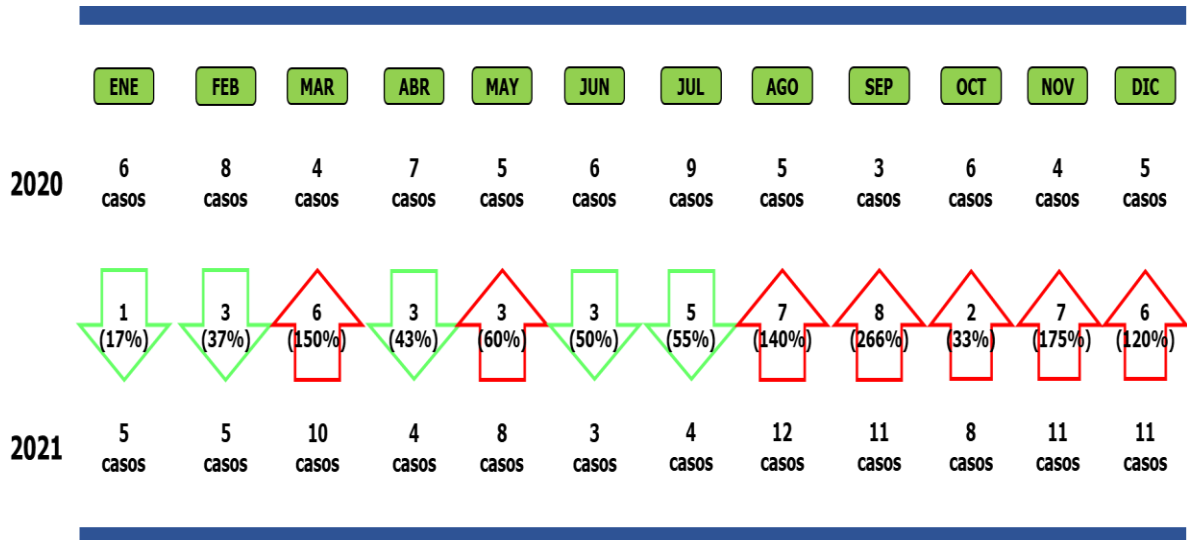 ENE FEB MAR ABR MAY JUN JUL AGO SEP OCT NOV DIC
2020
6 8 4 7 5 6 9 5 3 6 4 5
casos casos casos casos casos casos casos casos casos casos casos casos
1 3 6 3 3 3 5 7 8 2 7 6
(17%) (37%) (150%) (43%) (60%) (50%) (55%) (140%) (266%) (33%) (175%) (120%)
2021
5 5 10 4 8 3 4 12 11 8 11 11
casos casos casos casos casos casos casos casos casos casos casos casos